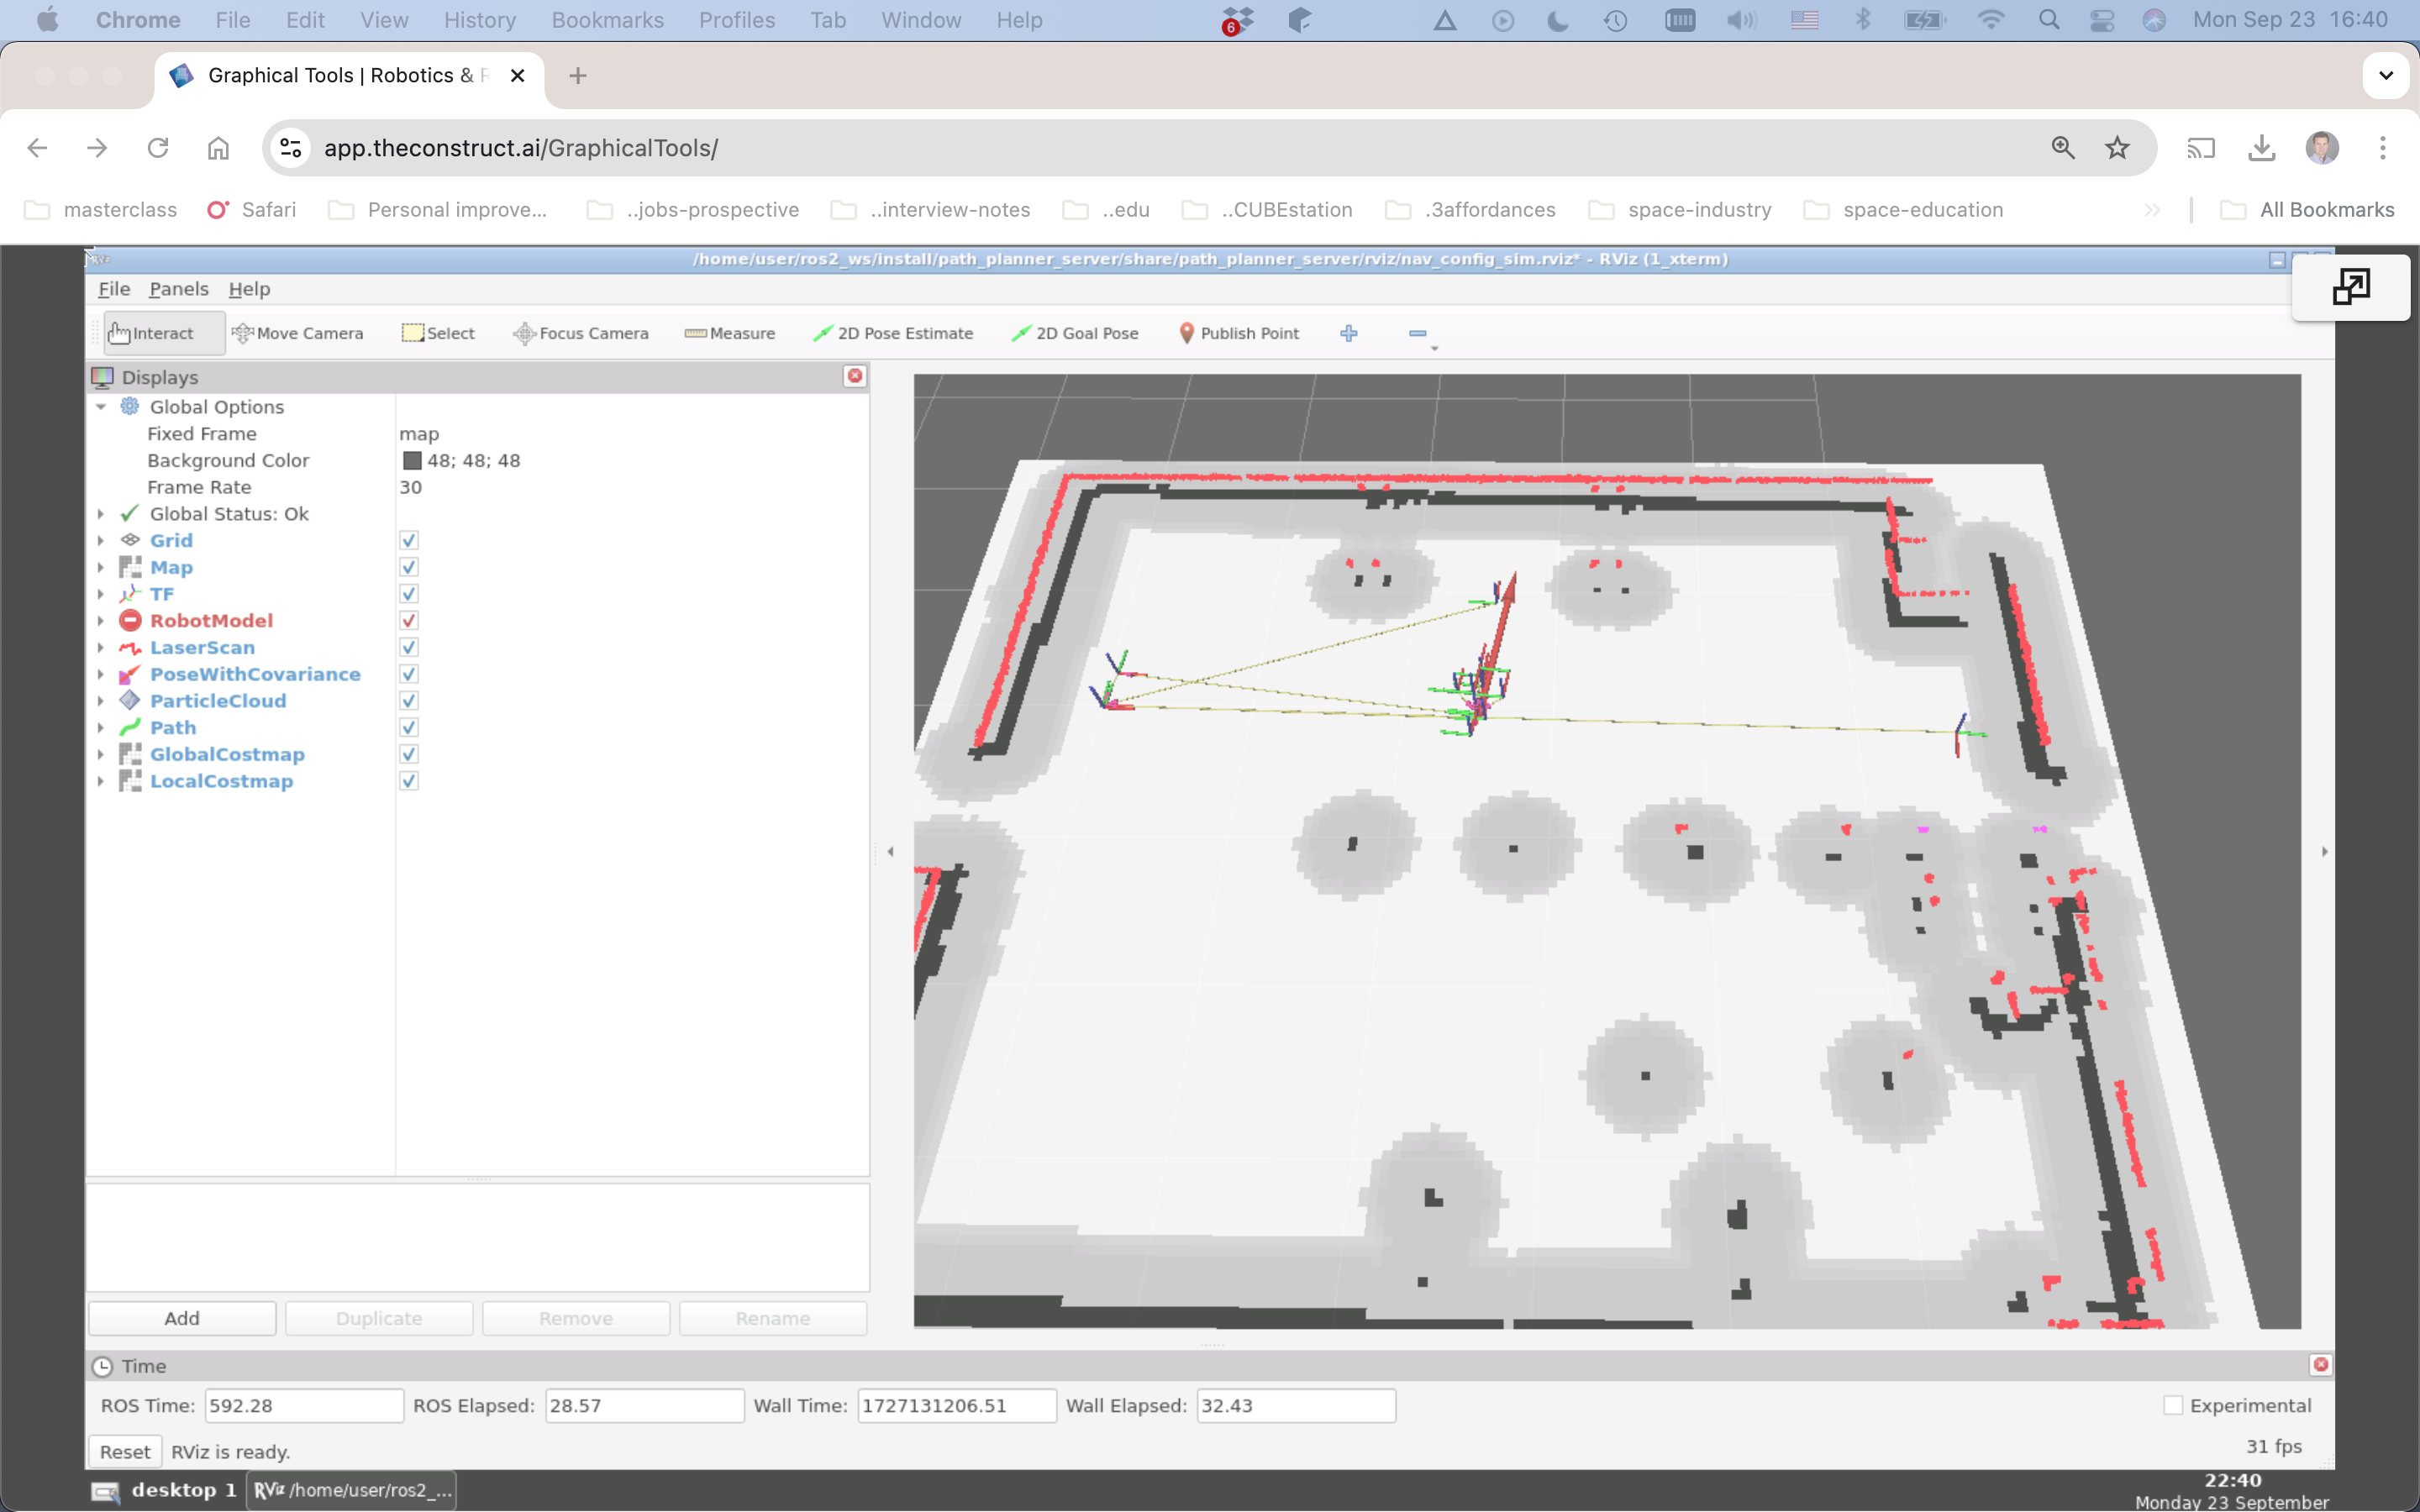 Chrome File Edit View History Bookmarks Profiles Tab Window Help 6 Mon Sep 23 16:40
Graphical Tools | Robotics & R
app.theconstruct.ai/GraphicalTools/
masterclass Safari Personal improve... ..jobs-prospective ..interview-notes ..edu ..CUBEstation .3affordances space-industry space-education » All Bookmarks
/home/user/ros2_ws/install/path_planner_server/share/path_planner_server/rviz/nav_config_sim.rviz* - RViz (1_xterm)
File Panels Help
Interact Move Camera Select Focus Camera Measure 2D Pose Estimate 2D Goal Pose Publish Point
Displays
Global Options
Fixed Frame map
Background Color 48; 48; 48
Frame Rate 30
Global Status: Ok
Grid
Map
TF
RobotModel
LaserScan
PoseWithCovariance
ParticleCloud
Path
GlobalCostmap
LocalCostmap
Add Duplicate Remove Rename
Time
ROS Time: 592.28 ROS Elapsed: 28.57 Wall Time: 1727131206.51 Wall Elapsed: 32.43 Experimental
Reset RViz is ready. 31 fps
desktop 1 RViz /home/user/ros2_... 22:40
Monday 23 September